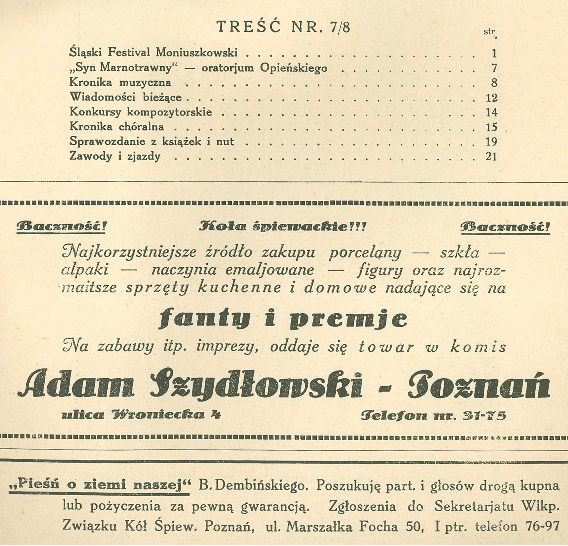 TREŚĆ NR. 7/8
str.
Śląski Festival Moniuszkowski . . . . . . . . . . . . . . . . . 1
„Syn Marnotrawny" — oratorjum Opieńskiego . . . . . . . . . . 7
Kronika muzyczna . . . . . . . . . . . . . . . . . . . . . . 8
Wiadomości bieżące . . . . . . . . . . . . . . . . . . . . . . 12
Konkursy kompozytorskie . . . . . . . . . . . . . . . . . . . 14
Kronika chóralna . . . . . . . . . . . . . . . . . . . . . . . 15
Sprawozdanie z książek i nut . . . . . . . . . . . . . . . . . . 19
Zawody i zjazdy . . . . . . . . . . . . . . . . . . . . . . . 21
Baczność! Koła śpiewackie!!! Baczność!
Najkorzystniejsze źródło zakupu porcelany — szkła —
alpaki — naczynia emaljowane — figury oraz najroz-
maitsze sprzęty kuchenne i domowe nadające się na
fanty i premje
Na zabawy itp. imprezy, oddaje się towar w komis
Adam Szydłowski - Poznań
ulica Wroniecka 4 Telefon nr. 31-75
„Pieśń o ziemi naszej" B. Dembińskiego. Poszukuję part. i głosów drogą kupna
lub pożyczenia za pewną gwarancją. Zgłoszenia do Sekretarjatu Wlkp.
Związku Kół Śpiew. Poznań, ul. Marszałka Focha 50, I ptr. telefon 76-97